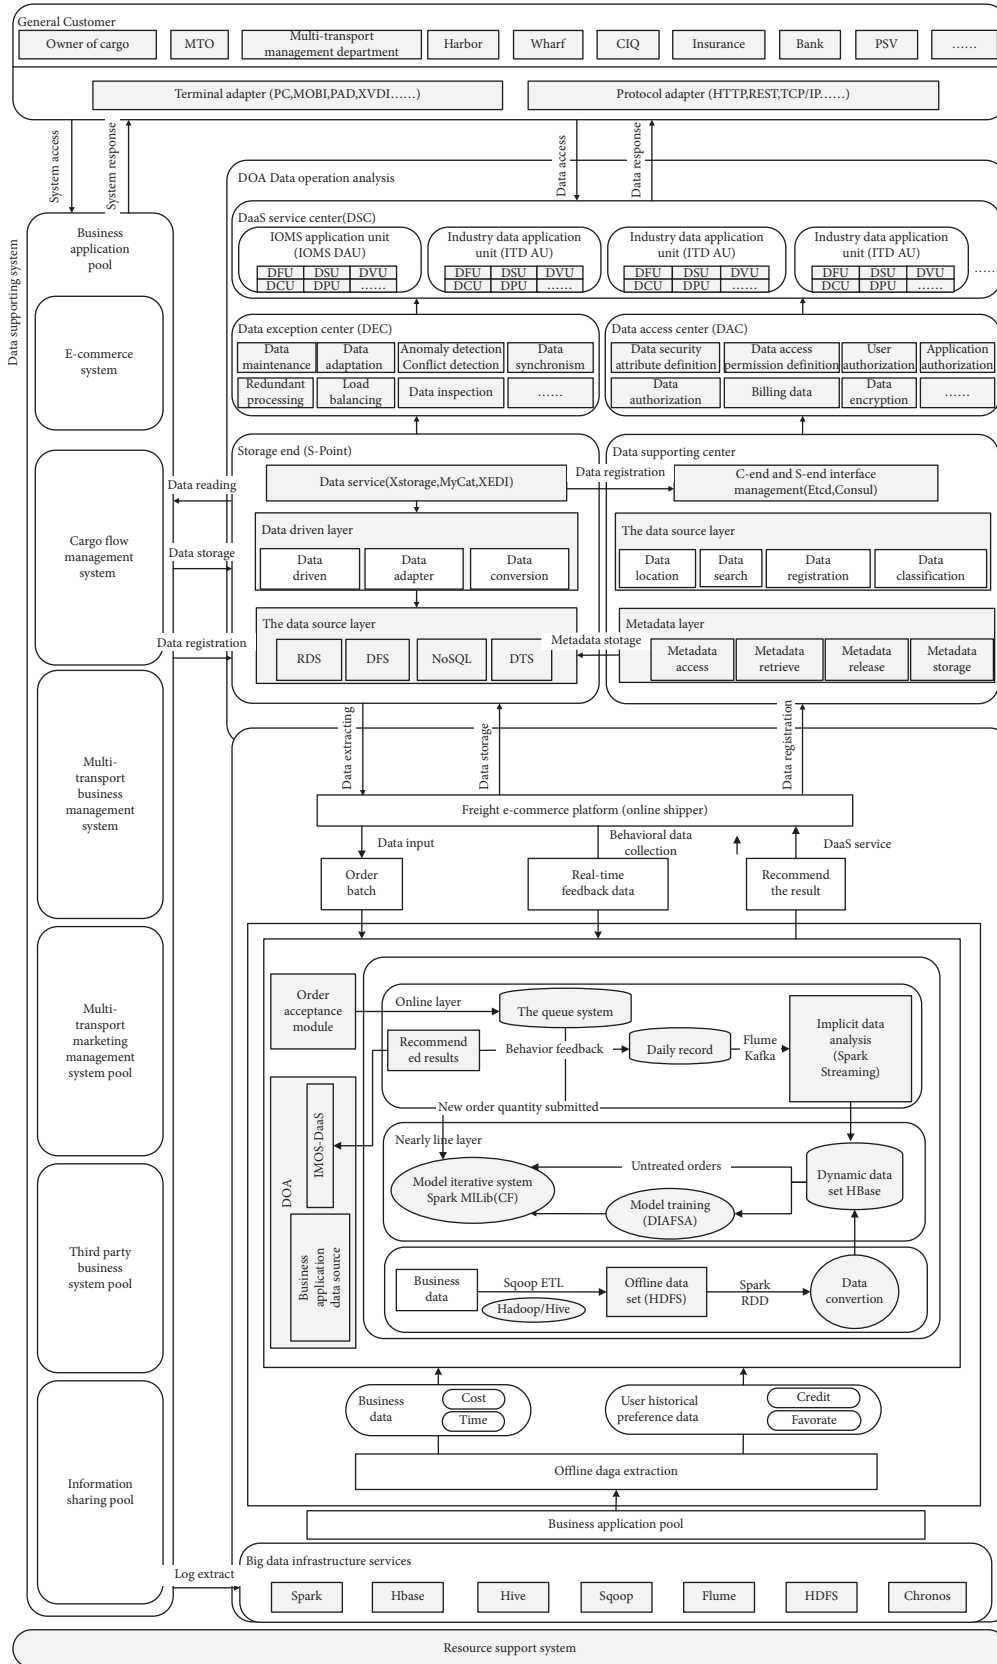 General Customer
Owner of cargo
MTO
Multi-transport
management department
Harbor
Wharf
CIQ
Insurance
Bank
PSV
……
Terminal adapter (PC,MOBI,PAD,XVDI……)
Protocol adapter (HTTP,REST,TCP/IP……)
System access
System response
Data access
Data response
Data supporting system
Business
application
pool
E-commerce
system
Cargo flow
management
system
Multi-
transport
business
management
system
Multi-
transport
marketing
management
system pool
Third party
business
system pool
Information
sharing pool
DOA Data operation analysis
DaaS service center(DSC)
IOMS application unit
(IOMS DAU)
DFU
DSU
DVU
DCU
DPU
……
Industry data application
unit (ITD AU)
DFU
DSU
DVU
DCU
DPU
……
Industry data application
unit (ITD AU)
DFU
DSU
DVU
DCU
DPU
……
Industry data application
unit (ITD AU)
DFU
DSU
DVU
DCU
DPU
……
……
Data exception center (DEC)
Data
maintenance
Data
adaptation
Anomaly detection
Conflict detection
Data
synchronism
Redundant
processing
Load
balancing
Data inspection
……
Data access center (DAC)
Data security
attribute definition
Data access
permission definition
User
authorization
Application
authorization
Data
authorization
Billing data
Data
encryption
……
Storage end (S-Point)
Data service(Xstorage,MyCat,XEDI)
Data registration
Data driven layer
Data
driven
Data
adapter
Data
conversion
The data source layer
RDS
DFS
NoSQL
DTS
Data supporting center
C-end and S-end interface
management(Etcd,Consul)
The data source layer
Data
location
Data
search
Data
registration
Data
classification
Metadata stotage
Metadata layer
Metadata
access
Metadata
retrieve
Metadata
release
Metadata
storage
Data reading
Data storage
Data registration
Data extracting
Data storage
Data registration
Freight e-commerce platform (online shipper)
Data input
Behavioral data
collection
DaaS service
Order
batch
Real-time
feedback data
Recommend
the result
Order
acceptance
module
Online layer
The queue system
Recommend
ed results
Behavior feedback
Daily record
Flume
Kafka
Implicit data
analysis
(Spark
Streaming)
New order quantity submitted
DOA
IMOS-DaaS
Business
application
data source
Nearly line layer
Model iterative system
Spark MlLib(CF)
Untreated orders
Model training
(DIAFSA)
Dynamic data
set HBase
Business
data
Sqoop ETL
Hadoop/Hive
Offline data
set (HDFS)
Spark
RDD
Data
convertion
Business
data
Cost
Time
User historical
preference data
Credit
Favorate
Offline daga extraction
Business application pool
Log extract
Big data infrastructure services
Spark
Hbase
Hive
Sqoop
Flume
HDFS
Chronos
Resource support system